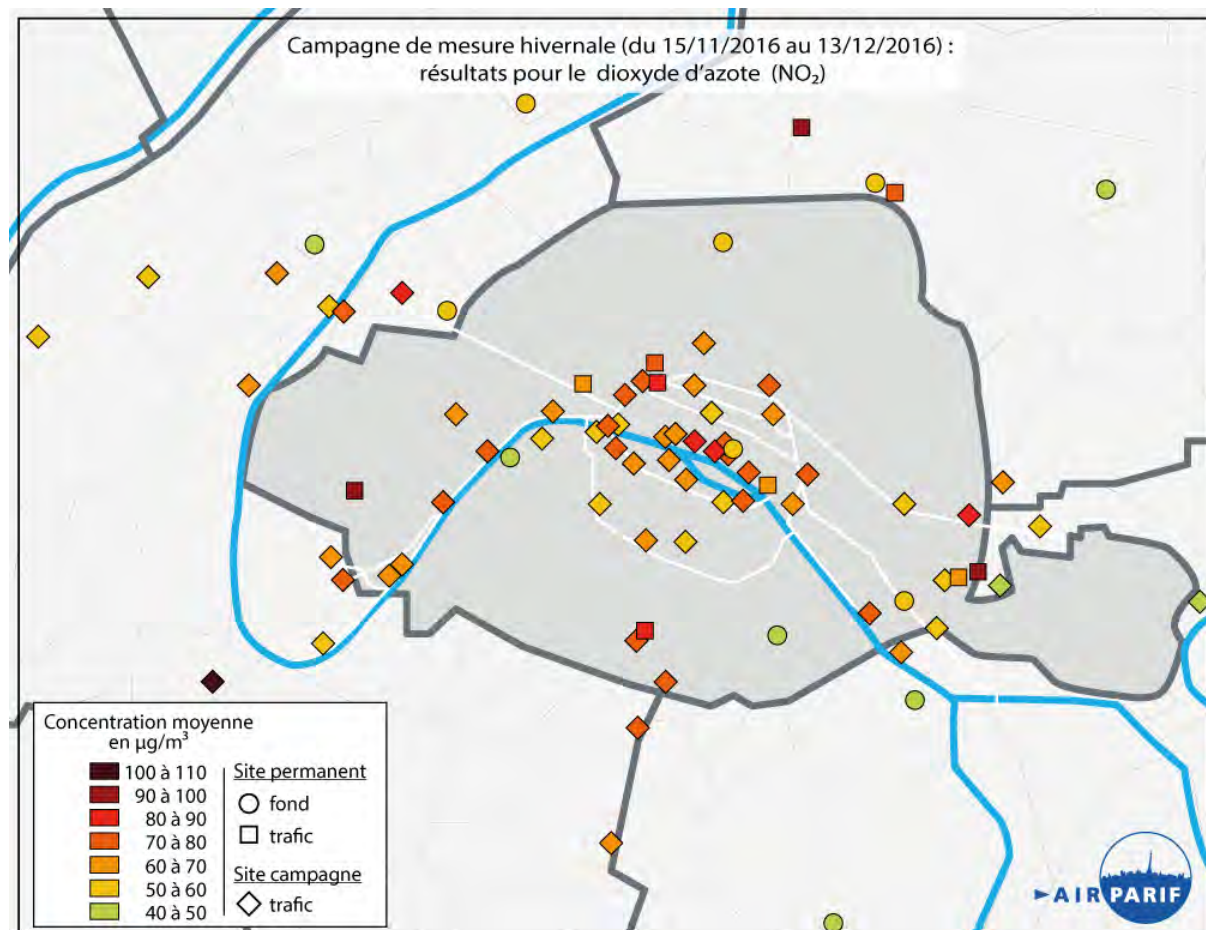 Campagne de mesure hivernale (du 15/11/2016 au 13/12/2016) :
résultats pour le dioxyde d'azote (NO₂)
Concentration moyenne
en µg/m³
100 à 110
90 à 100
80 à 90
70 à 80
60 à 70
50 à 60
40 à 50
Site permanent
fond
trafic
Site campagne
trafic
AIRPARIF